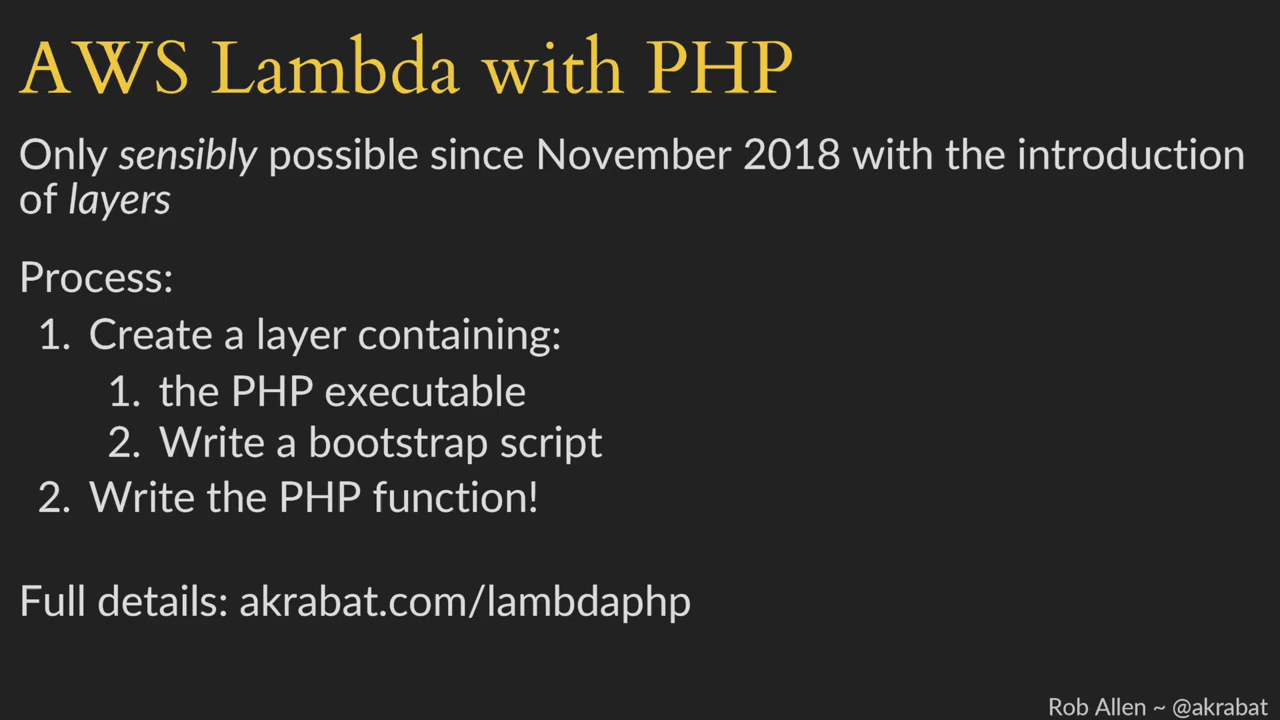 AWS Lambda with PHP
Only sensibly possible since November 2018 with the introduction
of layers
Process:
1. Create a layer containing:
1. the PHP executable
2. Write a bootstrap script
2. Write the PHP function!
Full details: akrabat.com/lambdaphp
Rob Allen ~ @akrabat